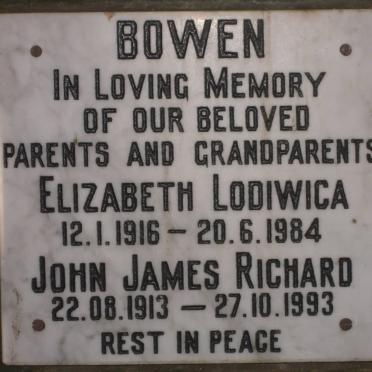 BOWEN
IN LOVING MEMORY
OF OUR BELOVED
PARENTS AND GRANDPARENTS
ELIZABETH LODIWICA
12.1.1916 – 20.6.1984
JOHN JAMES RICHARD
22.08.1913 – 27.10.1993
REST IN PEACE